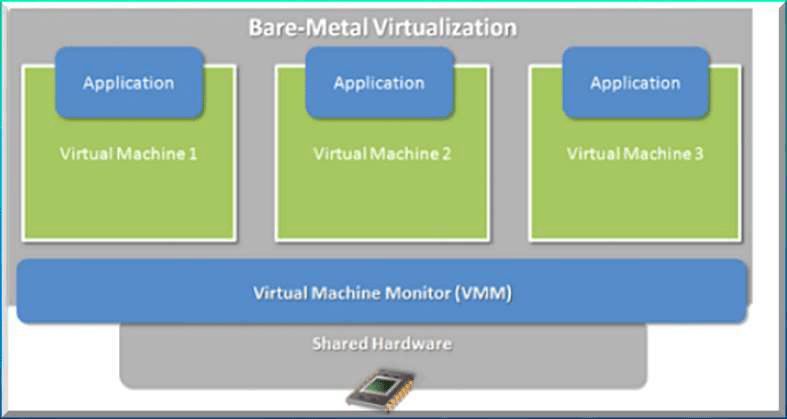 Bare-Metal Virtualization
Application
Application
Application
Virtual Machine 1
Virtual Machine 2
Virtual Machine 3
Virtual Machine Monitor (VMM)
Shared Hardware